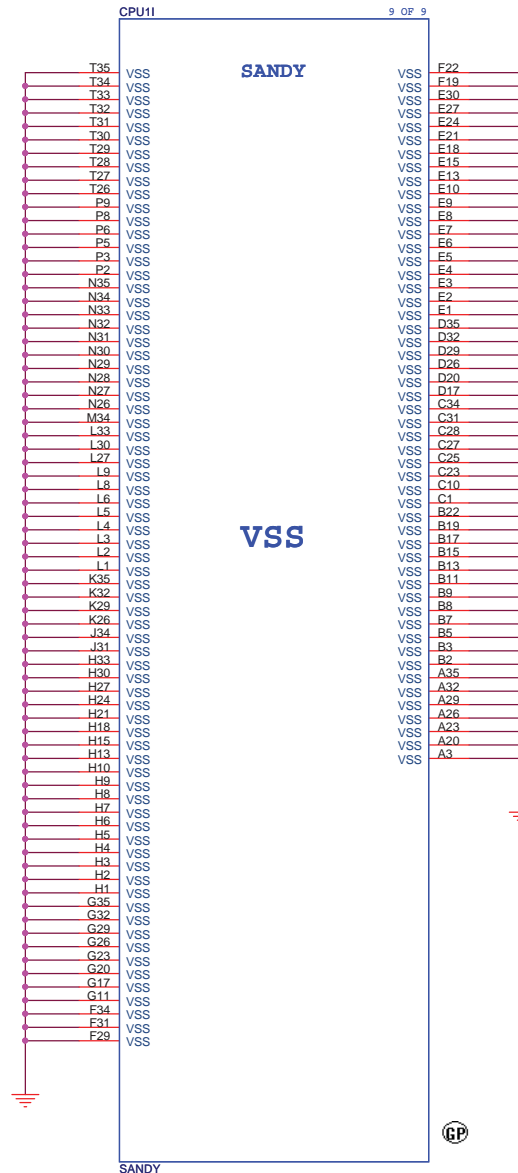 CPU1I 9 OF 9
SANDY
T35 VSS VSS F22
T34 VSS VSS F19
T33 VSS VSS E30
T32 VSS VSS E27
T31 VSS VSS E24
T30 VSS VSS E21
T29 VSS VSS E18
T28 VSS VSS E15
T27 VSS VSS E13
T26 VSS VSS E10
P9 VSS VSS E9
P8 VSS VSS E8
P6 VSS VSS E7
P5 VSS VSS E6
P3 VSS VSS E5
P2 VSS VSS E4
N35 VSS VSS E3
N34 VSS VSS E2
N33 VSS VSS E1
N32 VSS VSS D35
N31 VSS VSS D32
N30 VSS VSS D29
N29 VSS VSS D26
N28 VSS VSS D20
N27 VSS VSS D17
N26 VSS VSS C34
M34 VSS VSS C31
L33 VSS VSS C28
L30 VSS VSS C27
L27 VSS VSS C25
L9 VSS VSS C23
L8 VSS VSS C10
L6 VSS VSS C1
L5 VSS VSS B22
L4 VSS VSS B19
VSS
L3 VSS VSS B17
L2 VSS VSS B15
L1 VSS VSS B13
K35 VSS VSS B11
K32 VSS VSS B9
K29 VSS VSS B8
K26 VSS VSS B7
J34 VSS VSS B5
J31 VSS VSS B3
H33 VSS VSS B2
H30 VSS VSS A35
H27 VSS VSS A32
H24 VSS VSS A29
H21 VSS VSS A26
H18 VSS VSS A23
H15 VSS VSS A20
H13 VSS VSS A3
H10 VSS
H9 VSS
H8 VSS
H7 VSS
H6 VSS
H5 VSS
H4 VSS
H3 VSS
H2 VSS
H1 VSS
G35 VSS
G32 VSS
G29 VSS
G26 VSS
G23 VSS
G20 VSS
G17 VSS
G11 VSS
F34 VSS
F31 VSS
F29 VSS
GP
SANDY